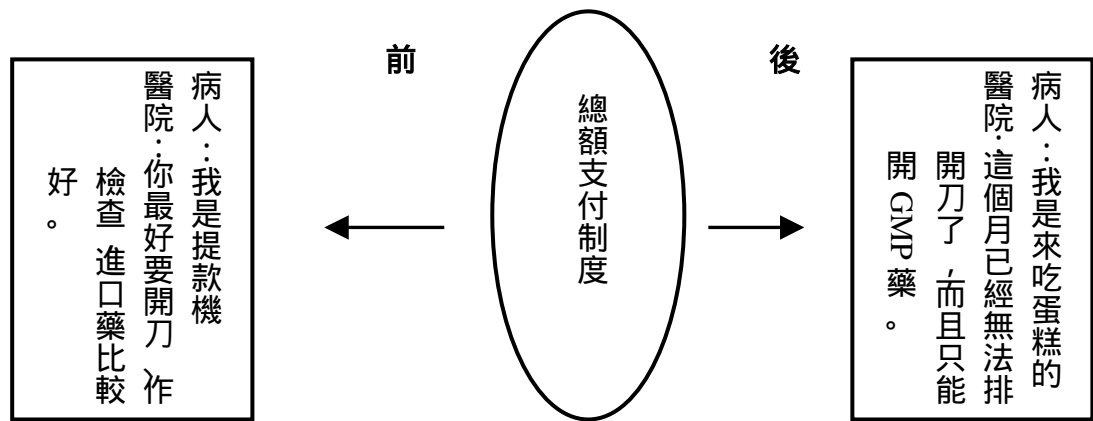 前
後
總額支付制度
病人：我是提款機
醫院：你最好要開刀、作
檢查 進口藥比較
好。
病人：我是來吃蛋糕的
醫院：這個月已經無法排
開刀了，而且只能
開 GMP 藥。